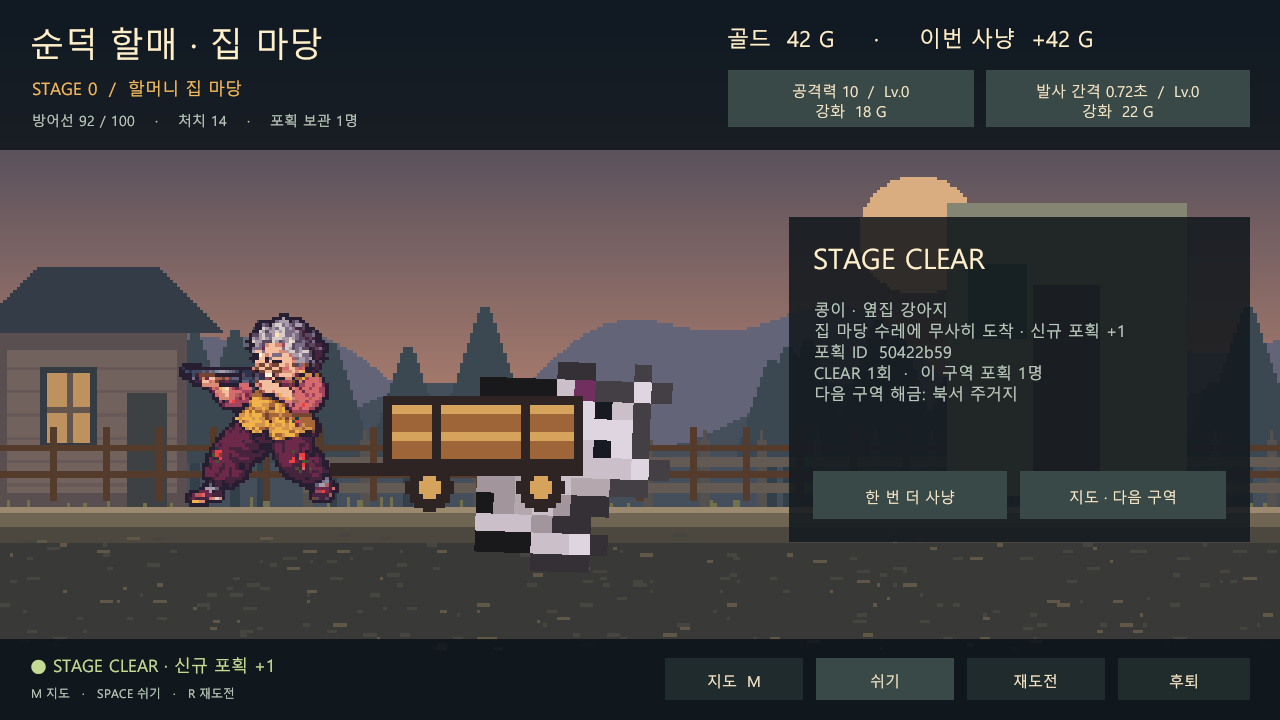 순덕 할매 · 집 마당
STAGE 0 / 할머니 집 마당
방어선 92 / 100 · 처치 14 · 포획 보관 1명
골드 42 G · 이번 사냥 +42 G
공격력 10 / Lv.0
강화 18 G
발사 간격 0.72초 / Lv.0
강화 22 G
STAGE CLEAR
콩이 · 옆집 강아지
집 마당 수레에 무사히 도착 · 신규 포획 +1
포획 ID 50422b59
CLEAR 1회 · 이 구역 포획 1명
다음 구역 해금: 북서 주거지
한 번 더 사냥
지도 · 다음 구역
STAGE CLEAR · 신규 포획 +1
M 지도 · SPACE 쉬기 · R 재도전
지도 M
쉬기
재도전
후퇴